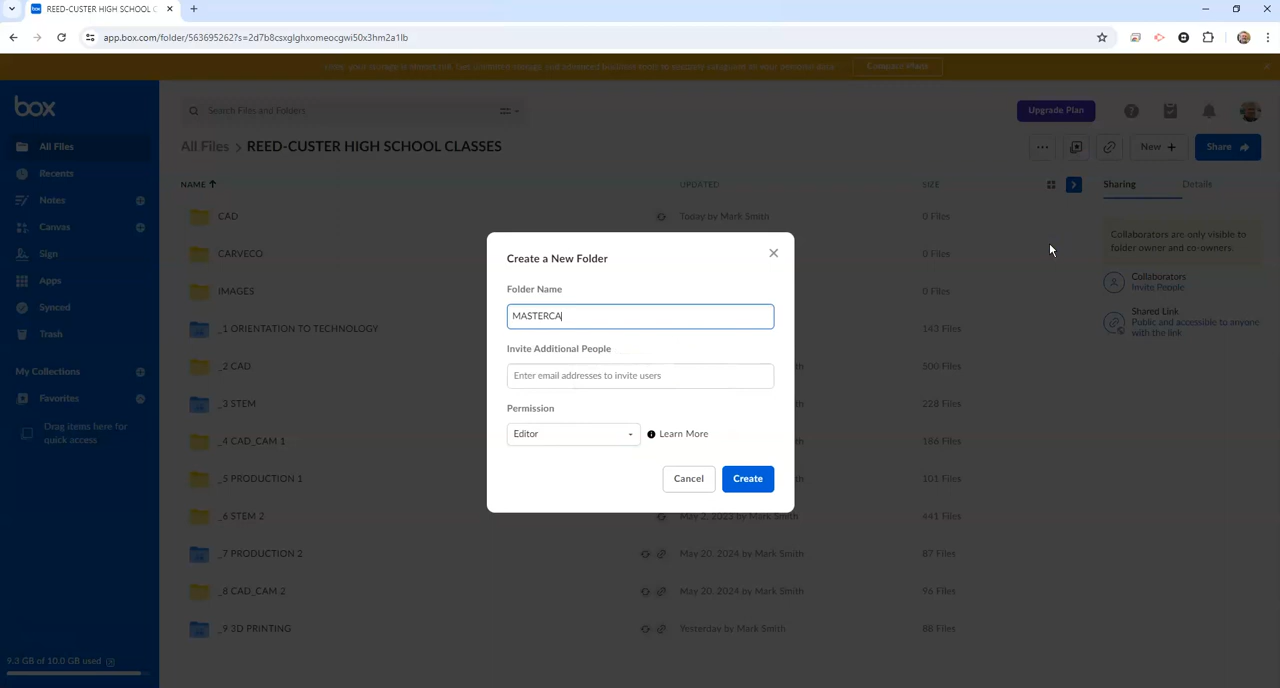 REED-CUSTER HIGH SCHOOL C
app.box.com/folder/563695262?s=2d7b8csxglghxomeocgwi50x3hm2a1lb
box
Search Files and Folders
Upgrade Plan
All Files
Recents
Notes
Canvas
Sign
Apps
Synced
Trash
My Collections
Favorites
Drag items here for
quick access
9.3 GB of 10.0 GB used
All Files > REED-CUSTER HIGH SCHOOL CLASSES
New +
Share
NAME UPDATED SIZE
CAD Today by Mark Smith 0 Files
CARVECO 0 Files
IMAGES 0 Files
_1 ORIENTATION TO TECHNOLOGY 143 Files
_2 CAD 500 Files
_3 STEM 228 Files
_4 CAD_CAM 1 186 Files
_5 PRODUCTION 1 101 Files
_6 STEM 2 May 2, 2023 by Mark Smith 441 Files
_7 PRODUCTION 2 May 20, 2024 by Mark Smith 87 Files
_8 CAD_CAM 2 May 20, 2024 by Mark Smith 96 Files
_9 3D PRINTING Yesterday by Mark Smith 88 Files
Sharing Details
Collaborators are only visible to
folder owner and co-owners.
Collaborators
Invite People
Shared Link
Public and accessible to anyone
with the link
Create a New Folder
Folder Name
MASTERCA
Invite Additional People
Enter email addresses to invite users
Permission
Editor
Learn More
Cancel
Create